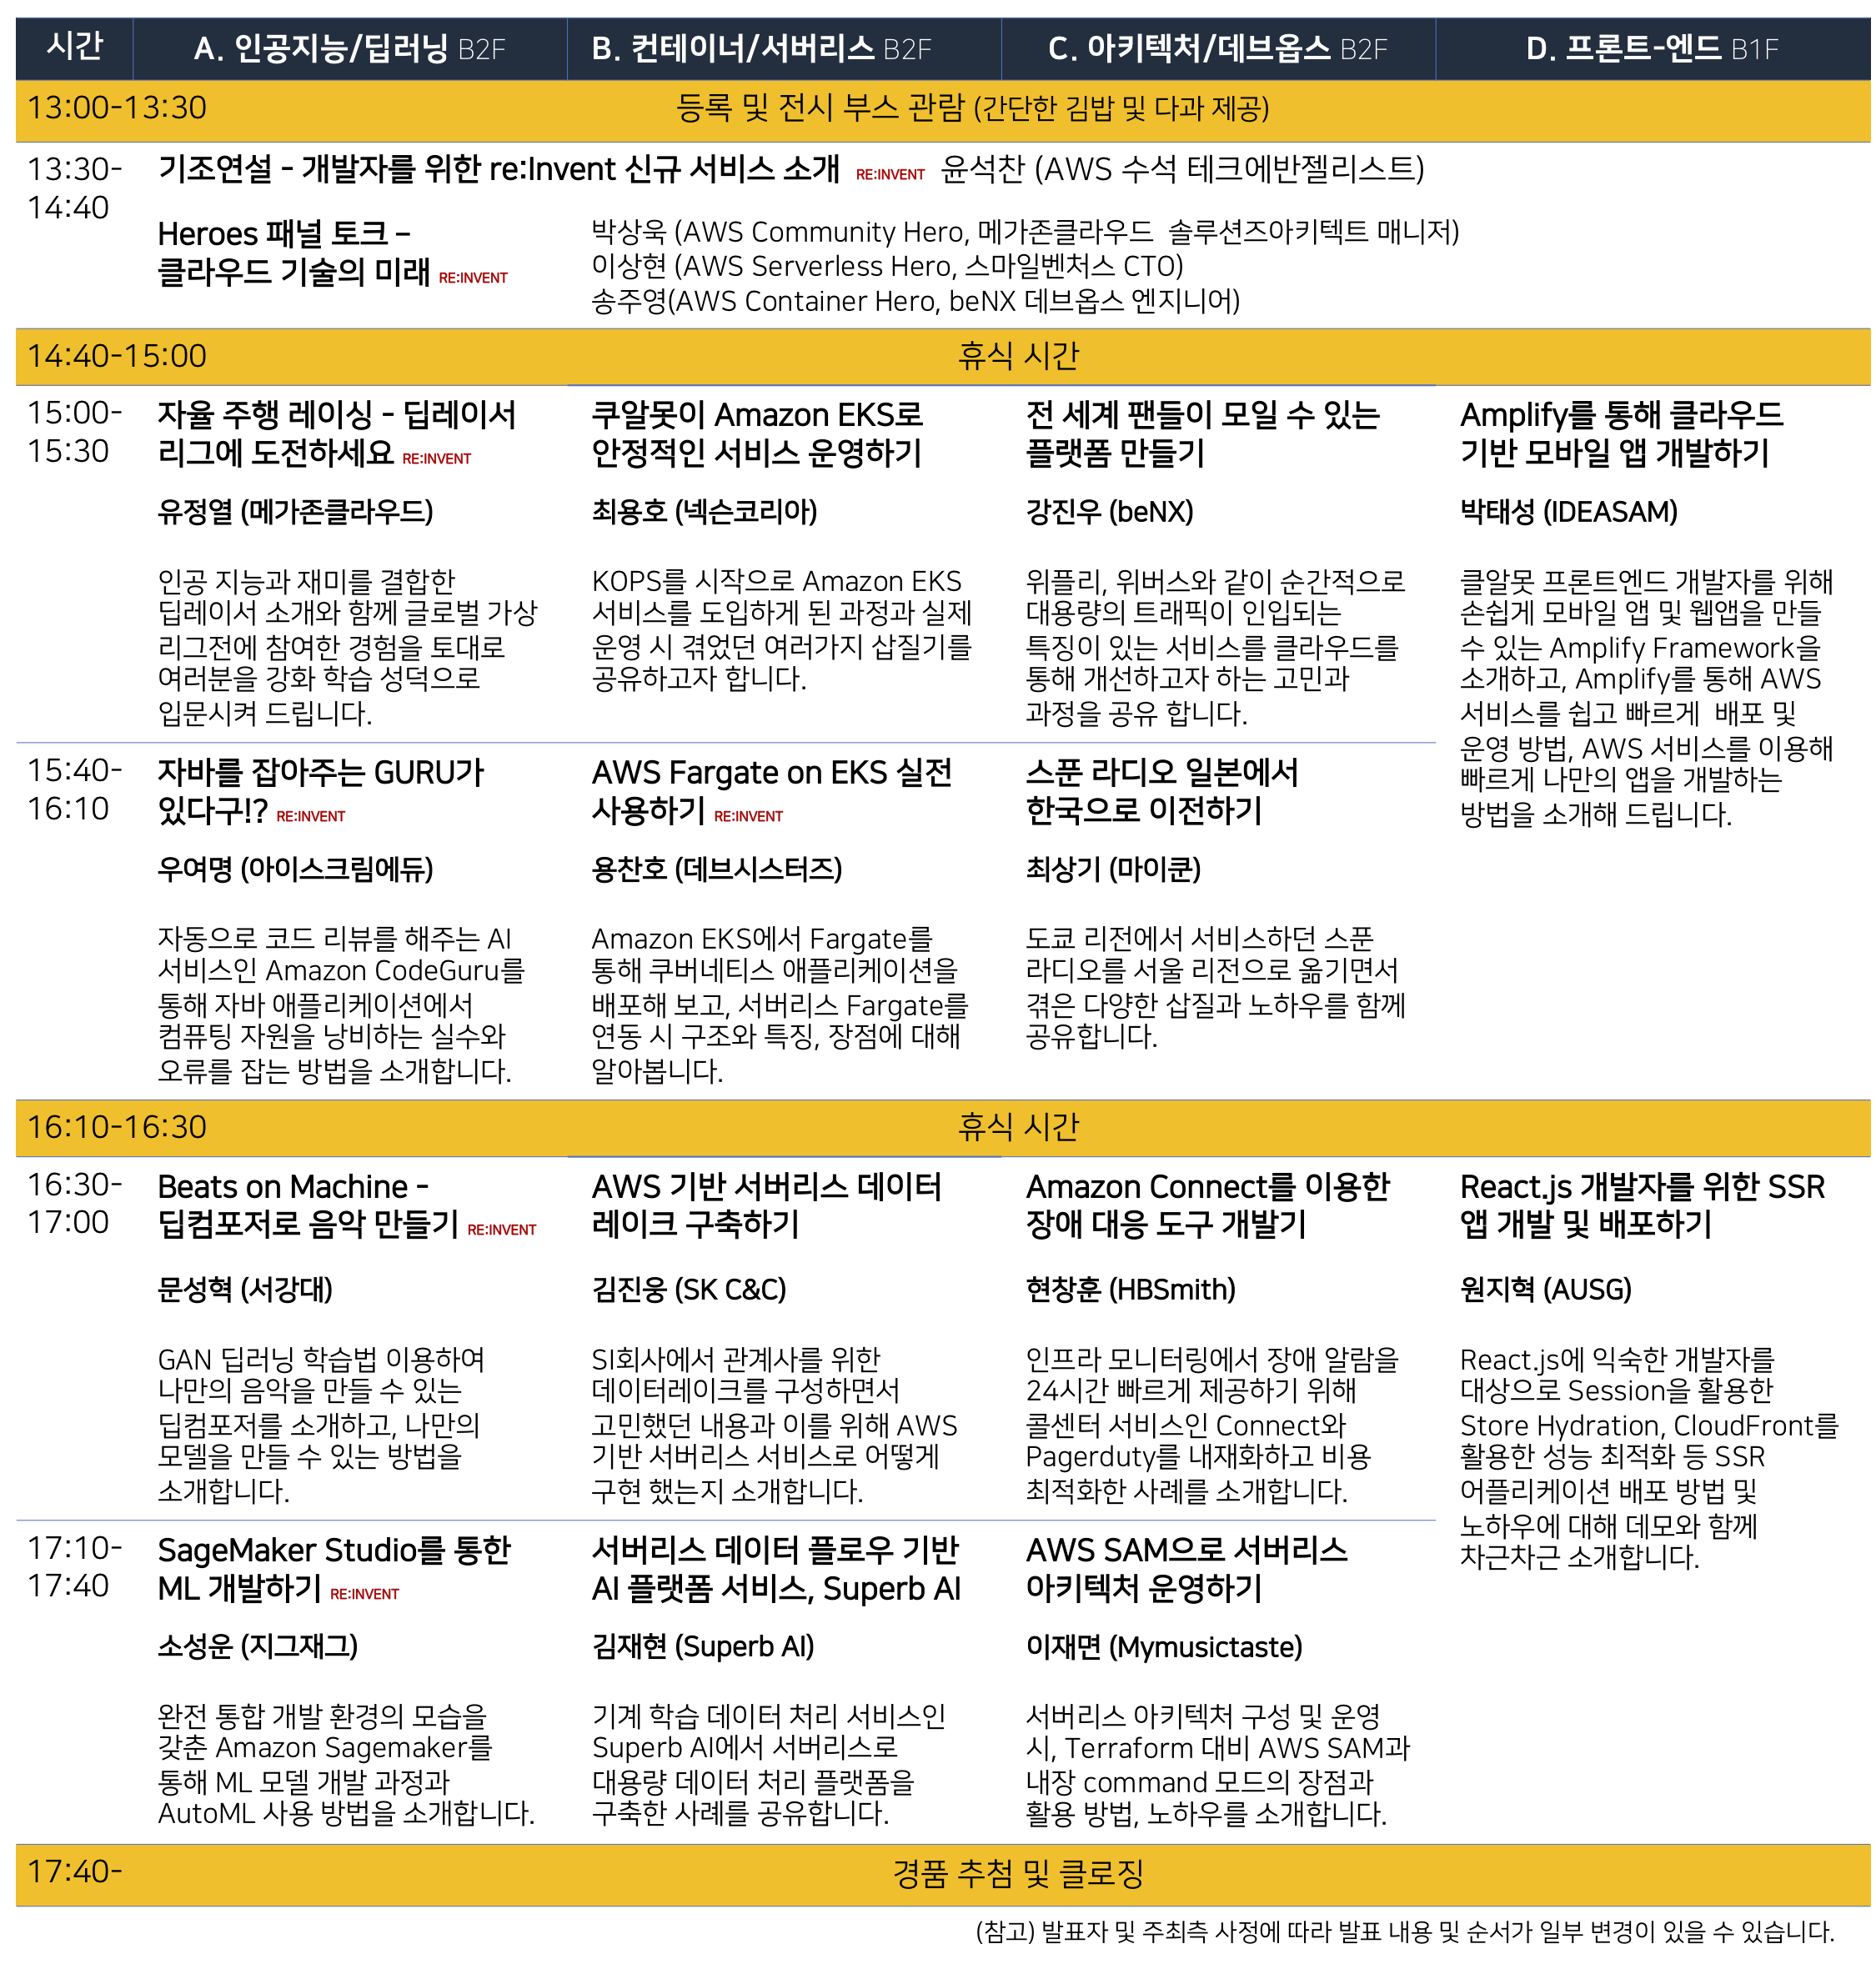 시간
A. 인공지능/딥러닝 B2F
B. 컨테이너/서버리스 B2F
C. 아키텍처/데브옵스 B2F
D. 프론트-엔드 B1F
13:00-13:30
등록 및 전시 부스 관람 (간단한 김밥 및 다과 제공)
13:30-
14:40
기조연설 - 개발자를 위한 re:Invent 신규 서비스 소개 RE:INVENT 윤석찬 (AWS 수석 테크에반젤리스트)
Heroes 패널 토크 –
클라우드 기술의 미래 RE:INVENT
박상욱 (AWS Community Hero, 메가존클라우드 솔루션즈아키텍트 매니저)
이상현 (AWS Serverless Hero, 스마일벤처스 CTO)
송주영(AWS Container Hero, beNX 데브옵스 엔지니어)
14:40-15:00
휴식 시간
15:00-
15:30
자율 주행 레이싱 - 딥레이서
리그에 도전하세요 RE:INVENT
유정열 (메가존클라우드)
인공 지능과 재미를 결합한
딥레이서 소개와 함께 글로벌 가상
리그전에 참여한 경험을 토대로
여러분을 강화 학습 성덕으로
입문시켜 드립니다.
쿠알못이 Amazon EKS로
안정적인 서비스 운영하기
최용호 (넥슨코리아)
KOPS를 시작으로 Amazon EKS
서비스를 도입하게 된 과정과 실제
운영 시 겪었던 여러가지 삽질기를
공유하고자 합니다.
전 세계 팬들이 모일 수 있는
플랫폼 만들기
강진우 (beNX)
위플리, 위버스와 같이 순간적으로
대용량의 트래픽이 인입되는
특징이 있는 서비스를 클라우드를
통해 개선하고자 하는 고민과
과정을 공유 합니다.
Amplify를 통해 클라우드
기반 모바일 앱 개발하기
박태성 (IDEASAM)
클알못 프론트엔드 개발자를 위해
손쉽게 모바일 앱 및 웹앱을 만들
수 있는 Amplify Framework을
소개하고, Amplify를 통해 AWS
서비스를 쉽고 빠르게 배포 및
운영 방법, AWS 서비스를 이용해
빠르게 나만의 앱을 개발하는
방법을 소개해 드립니다.
15:40-
16:10
자바를 잡아주는 GURU가
있다구!? RE:INVENT
우여명 (아이스크림에듀)
자동으로 코드 리뷰를 해주는 AI
서비스인 Amazon CodeGuru를
통해 자바 애플리케이션에서
컴퓨팅 자원을 낭비하는 실수와
오류를 잡는 방법을 소개합니다.
AWS Fargate on EKS 실전
사용하기 RE:INVENT
용찬호 (데브시스터즈)
Amazon EKS에서 Fargate를
통해 쿠버네티스 애플리케이션을
배포해 보고, 서버리스 Fargate를
연동 시 구조와 특징, 장점에 대해
알아봅니다.
스푼 라디오 일본에서
한국으로 이전하기
최상기 (마이쿤)
도쿄 리전에서 서비스하던 스푼
라디오를 서울 리전으로 옮기면서
겪은 다양한 삽질과 노하우를 함께
공유합니다.
16:10-16:30
휴식 시간
16:30-
17:00
Beats on Machine -
딥컴포저로 음악 만들기 RE:INVENT
문성혁 (서강대)
GAN 딥러닝 학습법 이용하여
나만의 음악을 만들 수 있는
딥컴포저를 소개하고, 나만의
모델을 만들 수 있는 방법을
소개합니다.
AWS 기반 서버리스 데이터
레이크 구축하기
김진웅 (SK C&C)
SI회사에서 관계사를 위한
데이터레이크를 구성하면서
고민했던 내용과 이를 위해 AWS
기반 서버리스 서비스로 어떻게
구현 했는지 소개합니다.
Amazon Connect를 이용한
장애 대응 도구 개발기
현창훈 (HBSmith)
인프라 모니터링에서 장애 알람을
24시간 빠르게 제공하기 위해
콜센터 서비스인 Connect와
Pagerduty를 내재화하고 비용
최적화한 사례를 소개합니다.
React.js 개발자를 위한 SSR
앱 개발 및 배포하기
원지혁 (AUSG)
React.js에 익숙한 개발자를
대상으로 Session을 활용한
Store Hydration, CloudFront를
활용한 성능 최적화 등 SSR
어플리케이션 배포 방법 및
노하우에 대해 데모와 함께
차근차근 소개합니다.
17:10-
17:40
SageMaker Studio를 통한
ML 개발하기 RE:INVENT
소성운 (지그재그)
완전 통합 개발 환경의 모습을
갖춘 Amazon Sagemaker를
통해 ML 모델 개발 과정과
AutoML 사용 방법을 소개합니다.
서버리스 데이터 플로우 기반
AI 플랫폼 서비스, Superb AI
김재현 (Superb AI)
기계 학습 데이터 처리 서비스인
Superb AI에서 서버리스로
대용량 데이터 처리 플랫폼을
구축한 사례를 공유합니다.
AWS SAM으로 서버리스
아키텍처 운영하기
이재면 (Mymusictaste)
서버리스 아키텍처 구성 및 운영
시, Terraform 대비 AWS SAM과
내장 command 모드의 장점과
활용 방법, 노하우를 소개합니다.
17:40-
경품 추첨 및 클로징
(참고) 발표자 및 주최측 사정에 따라 발표 내용 및 순서가 일부 변경이 있을 수 있습니다.